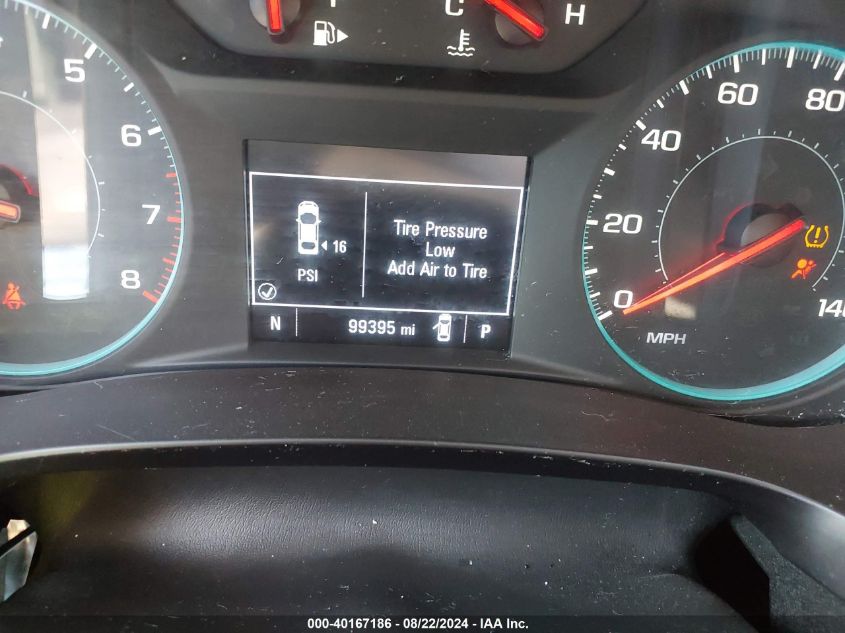 C H
5
6
7
8
Tire Pressure
Low
Add Air to Tire
16
PSI
N 99395 mi P
0
20
40
60
80
140
MPH
000-40167186 - 08/22/2024 - IAA Inc.